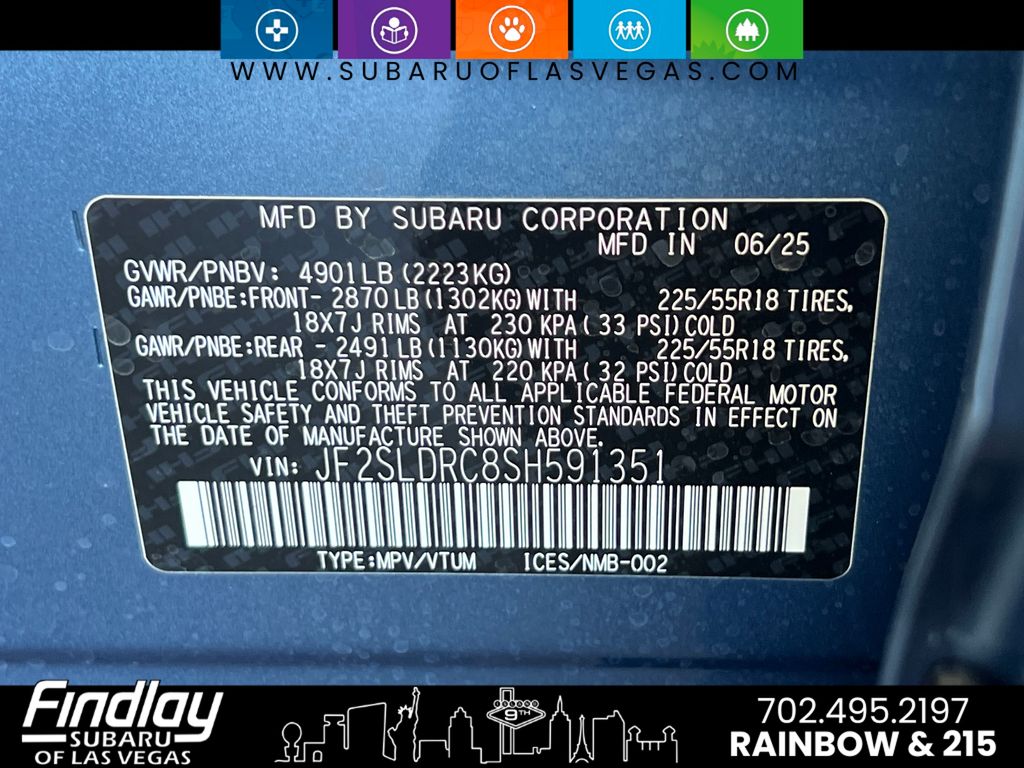 WWW.SUBARUOFLASVEGAS.COM
MFD BY SUBARU CORPORATION
MFD IN 06/25
GVWR/PNBV: 4901LB (2223KG)
GAWR/PNBE:FRONT- 2870LB (1302KG) WITH 225/55R18 TIRES,
18X7J RIMS AT 230 KPA ( 33 PSI) COLD
GAWR/PNBE:REAR - 2491LB (1130KG) WITH 225/55R18 TIRES,
18X7J RIMS AT 220 KPA ( 32 PSI) COLD
THIS VEHICLE CONFORMS TO ALL APPLICABLE FEDERAL MOTOR
VEHICLE SAFETY AND THEFT PREVENTION STANDARDS IN EFFECT ON
THE DATE OF MANUFACTURE SHOWN ABOVE.
VIN: JF2SLDRC8SH591351
TYPE:MPV/VTUM ICES/NMB-002
Findlay
SUBARU
OF LAS VEGAS
9TH
702.495.2197
RAINBOW & 215